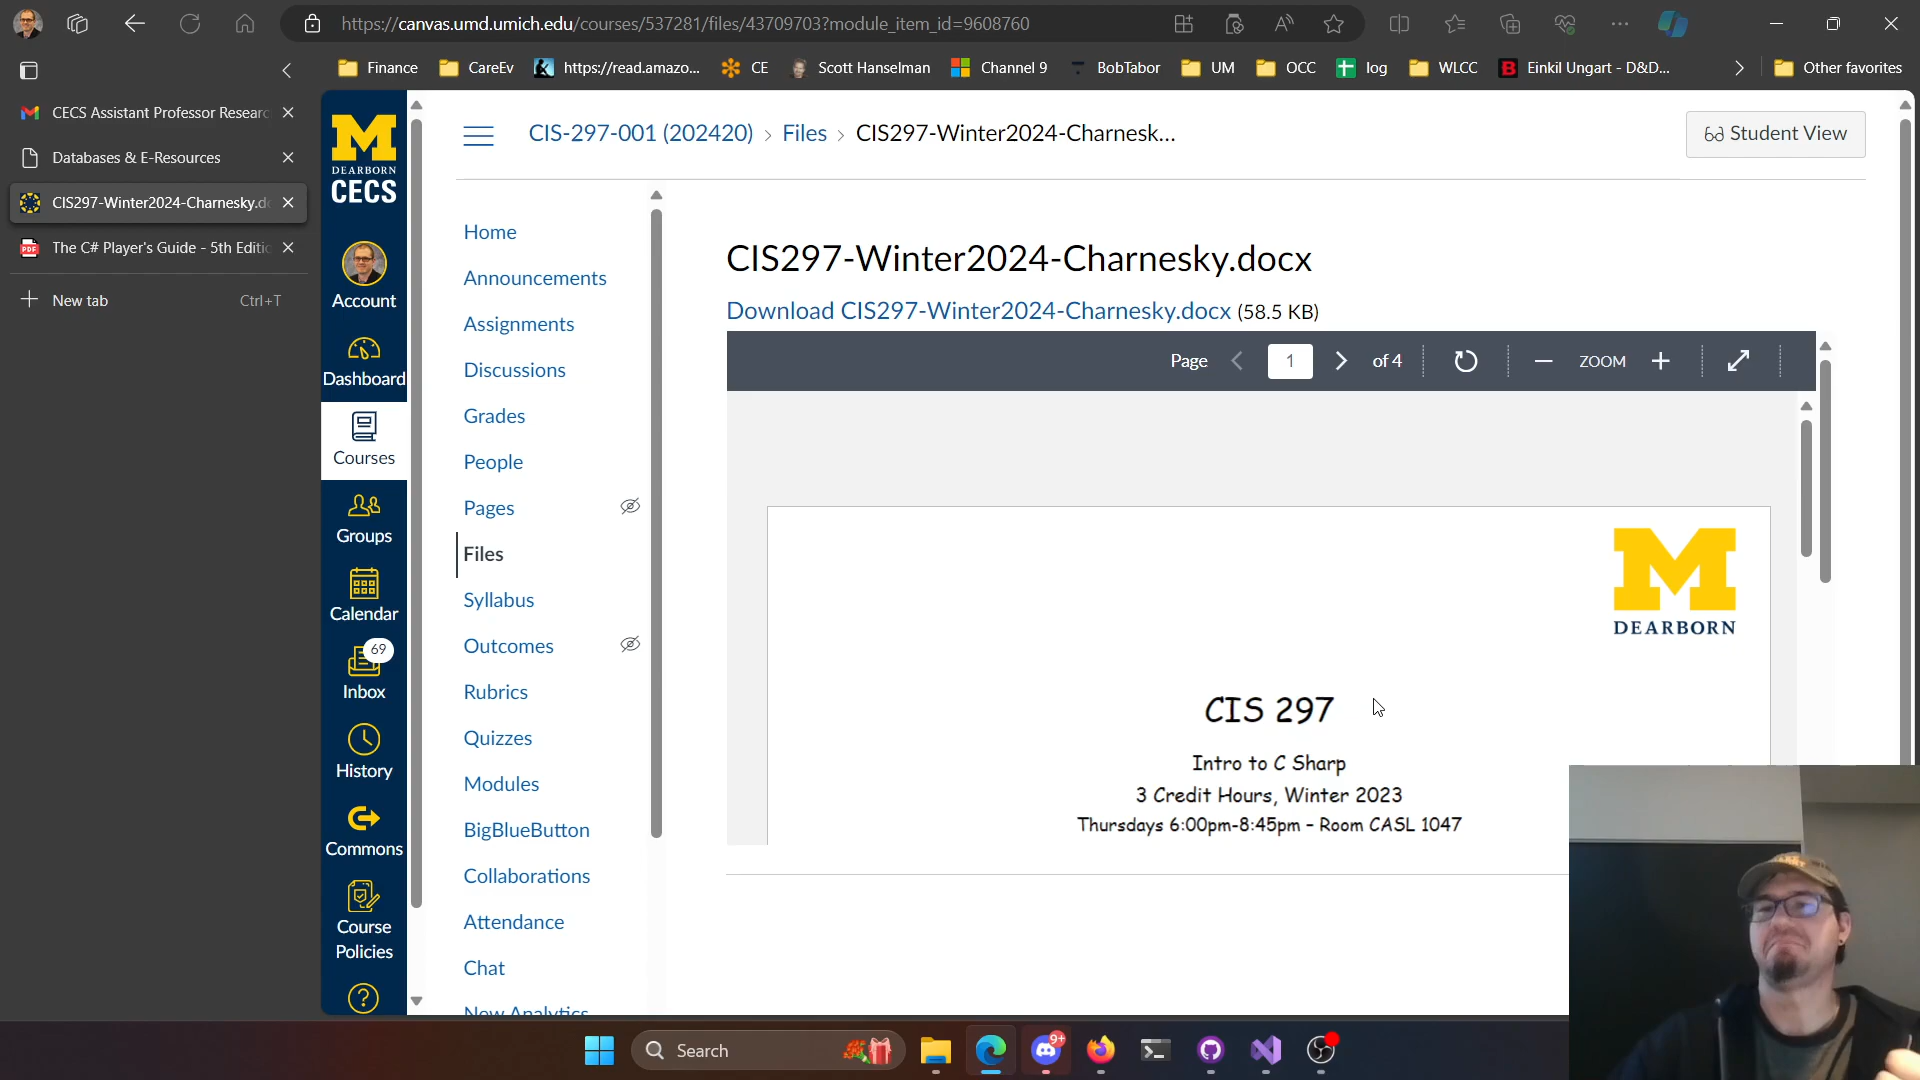 https://canvas.umd.umich.edu/courses/537281/files/43709703?module_item_id=9608760
Finance
CareEv
https://read.amazo...
CE
Scott Hanselman
Channel 9
BobTabor
UM
OCC
log
WLCC
Einkil Ungart - D&D...
Other favorites
CECS Assistant Professor Researc
Databases & E-Resources
CIS297-Winter2024-Charnesky.do
The C# Player's Guide - 5th Editio
New tab
Ctrl+T
DEARBORN
CECS
Account
Dashboard
Courses
Groups
Calendar
69
Inbox
History
Commons
Course
Policies
CIS-297-001 (202420) > Files > CIS297-Winter2024-Charnesk...
Student View
Home
Announcements
Assignments
Discussions
Grades
People
Pages
Files
Syllabus
Outcomes
Rubrics
Quizzes
Modules
BigBlueButton
Collaborations
Attendance
Chat
New Analytics
CIS297-Winter2024-Charnesky.docx
Download CIS297-Winter2024-Charnesky.docx (58.5 KB)
Page 1 of 4
ZOOM
DEARBORN
CIS 297
Intro to C Sharp
3 Credit Hours, Winter 2023
Thursdays 6:00pm-8:45pm – Room CASL 1047
Search
9+